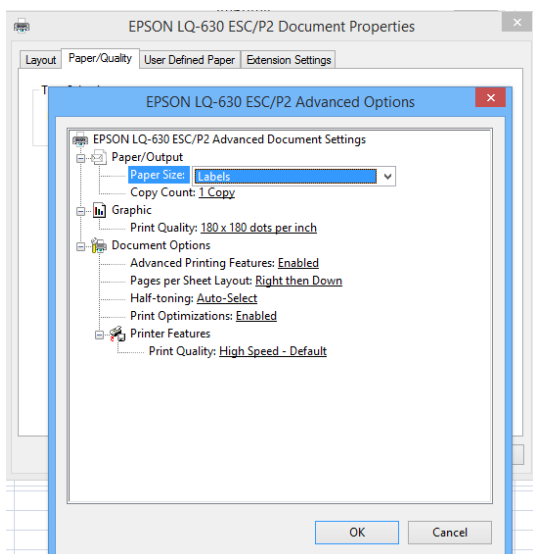 EPSON LQ-630 ESC/P2 Document Properties
Layout Paper/Quality User Defined Paper Extension Settings
EPSON LQ-630 ESC/P2 Advanced Options
EPSON LQ-630 ESC/P2 Advanced Document Settings
Paper/Output
Paper Size: Labels
Copy Count: 1 Copy
Graphic
Print Quality: 180 x 180 dots per inch
Document Options
Advanced Printing Features: Enabled
Pages per Sheet Layout: Right then Down
Half-toning: Auto-Select
Print Optimizations: Enabled
Printer Features
Print Quality: High Speed - Default
OK Cancel